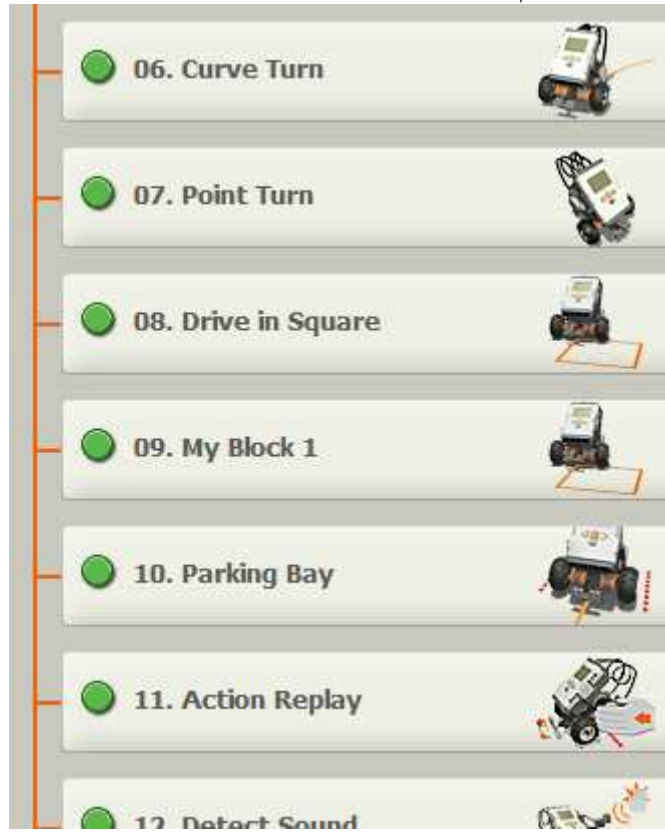 06. Curve Turn
07. Point Turn
08. Drive in Square
09. My Block 1
10. Parking Bay
11. Action Replay
12. Detect Sound